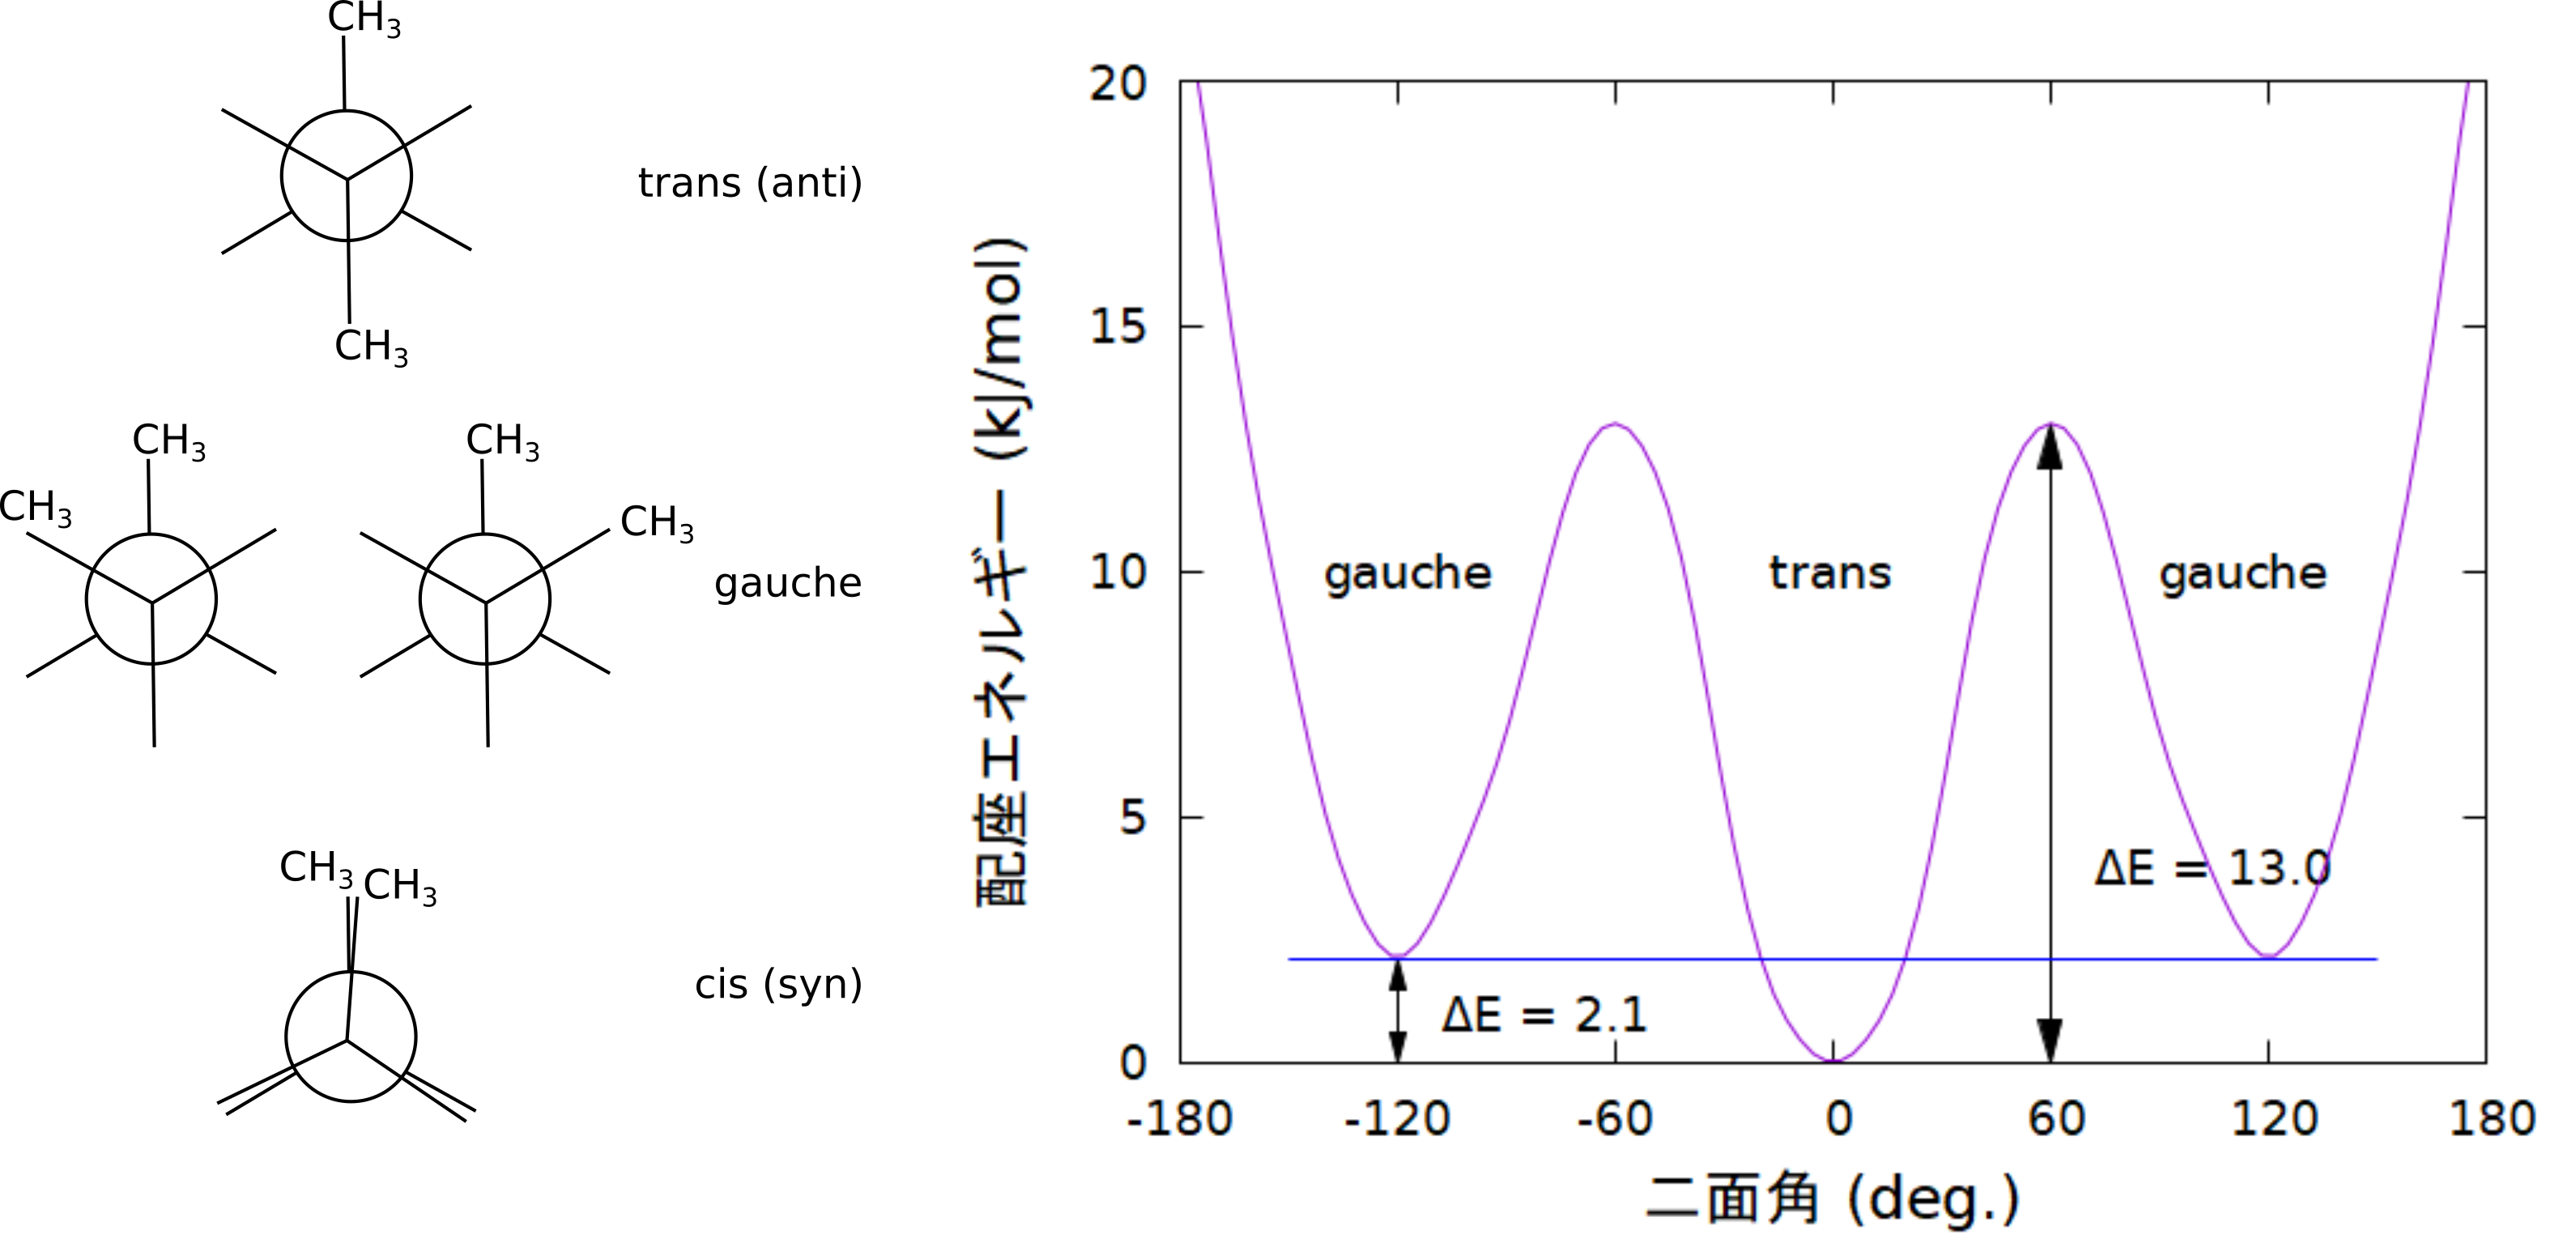 CH3
trans (anti)
CH3
CH3
CH3
CH3
CH3
gauche
CH3 CH3
cis (syn)
配座エネルギー (kJ/mol)
20
15
10
5
0
gauche
trans
gauche
ΔE = 13.0
ΔE = 2.1
-180 -120 -60 0 60 120 180
二面角 (deg.)